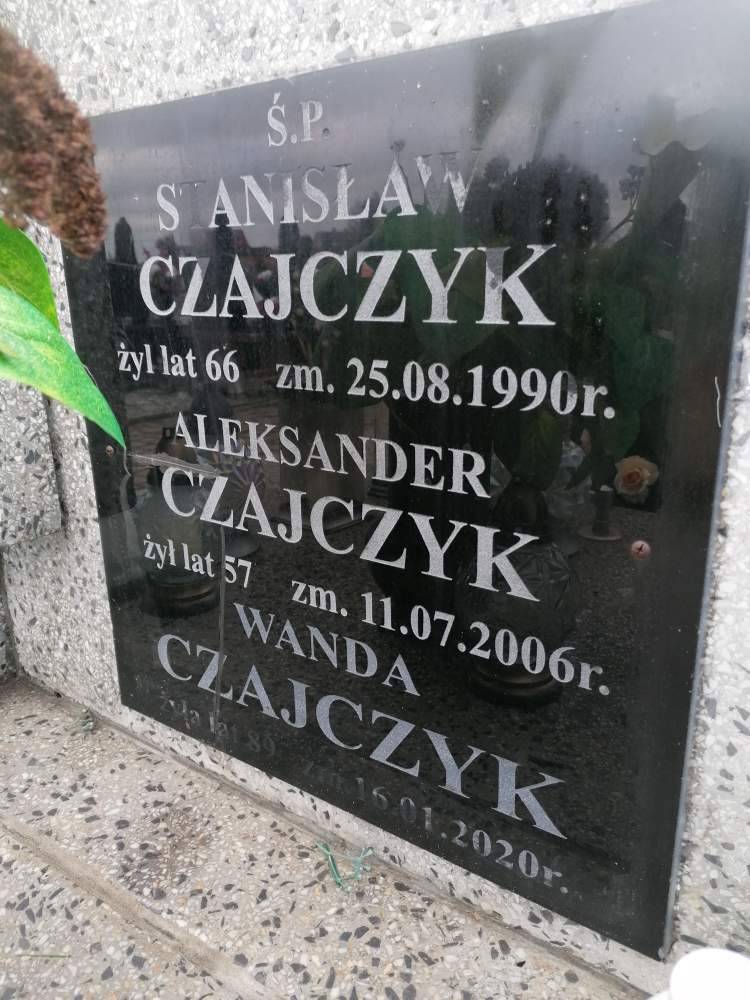 Ś.P
STANISŁAW
CZAJCZYK
żyl lat 66 zm. 25.08.1990r.
ALEKSANDER
CZAJCZYK
żył lat 57 zm. 11.07.2006r.
WANDA
CZAJCZYK
żyła lat 89 zm. 16.01.2020r.